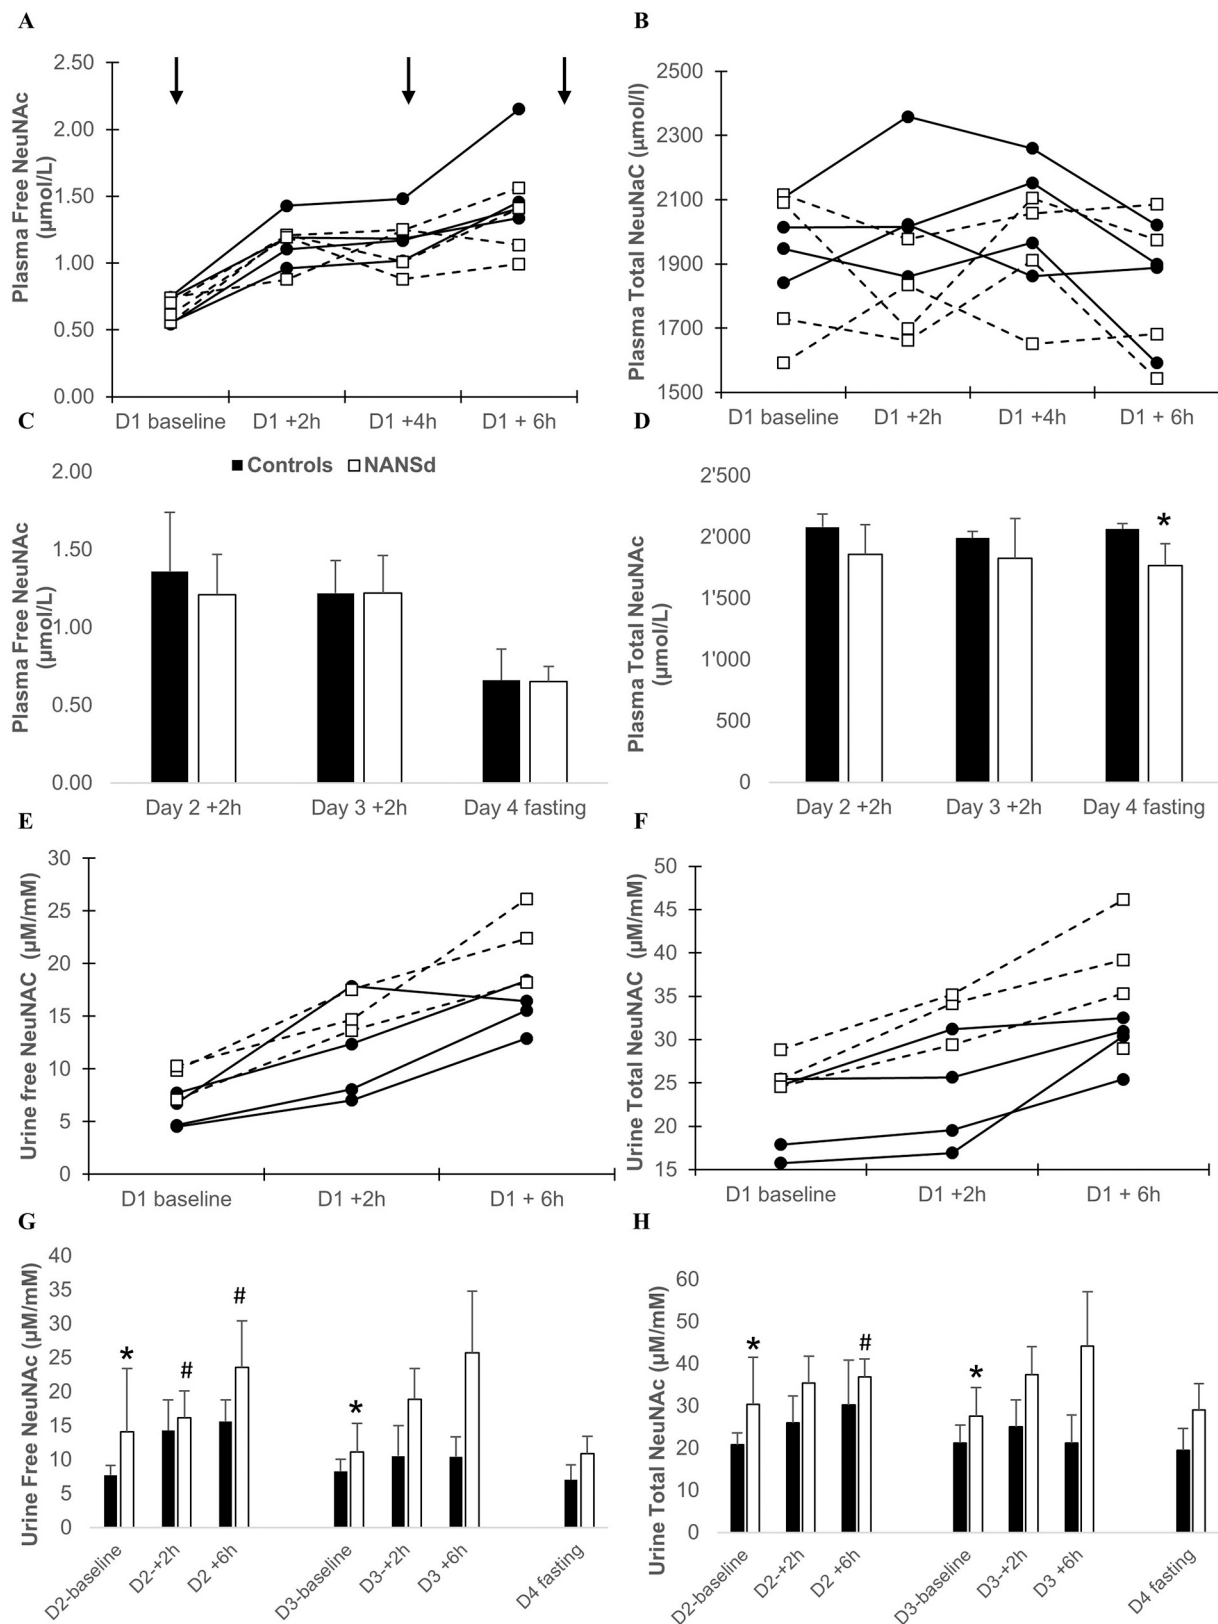 A
Plasma Free NeuNAc
(µmol/L)
2.50
2.00
1.50
1.00
0.50
0.00
D1 baseline D1 +2h D1 +4h D1 + 6h
B
Plasma Total NeuNaC (µmol/l)
2500
2300
2100
1900
1700
1500
D1 baseline D1 +2h D1 +4h D1 + 6h
C
Plasma Free NeuNAc
(µmol/L)
Controls NANSd
2.00
1.50
1.00
0.50
0.00
Day 2 +2h Day 3 +2h Day 4 fasting
D
Plasma Total NeuNAc
(µmol/L)
2'500
2'000
1'500
1'000
500
0
*
Day 2 +2h Day 3 +2h Day 4 fasting
E
Urine free NeuNAC (µM/mM)
30
25
20
15
10
5
0
D1 baseline D1 +2h D1 + 6h
F
Urine Total NeuNAC (µM/mM)
50
45
40
35
30
25
20
15
D1 baseline D1 +2h D1 + 6h
G
Urine Free NeuNAc (µM/mM)
40
35
30
25
20
15
10
5
0
* # # *
D2-baseline D2-+2h D2 +6h D3-baseline D3-+2h D3 +6h D4 fasting
H
Urine Total NeuNAc (µM/mM)
60
50
40
30
20
10
0
* # *
D2-baseline D2-+2h D2 +6h D3-baseline D3-+2h D3 +6h D4 fasting